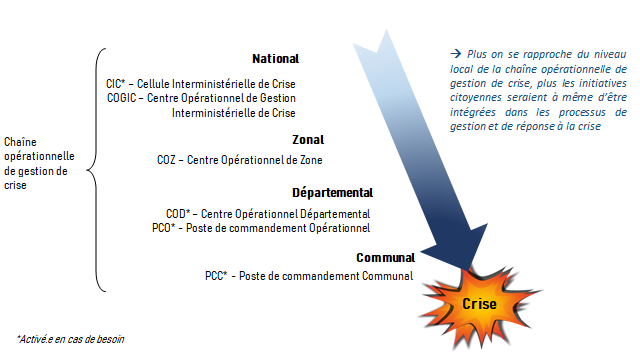 National
CIC* – Cellule Interministérielle de Crise
COGIC – Centre Opérationnel de Gestion
Interministérielle de Crise
Zonal
COZ – Centre Opérationnel de Zone
Départemental
COD* – Centre Opérationnel Départemental
PCO* - Poste de commandement Opérationnel
Communal
PCC* - Poste de commandement Communal
Chaîne
opérationnelle
de gestion de
crise
→ Plus on se rapproche du niveau
local de la chaîne opérationnelle de
gestion de crise, plus les initiatives
citoyennes seraient à même d'être
intégrées dans les processus de
gestion et de réponse à la crise
Crise
*Activé.e en cas de besoin